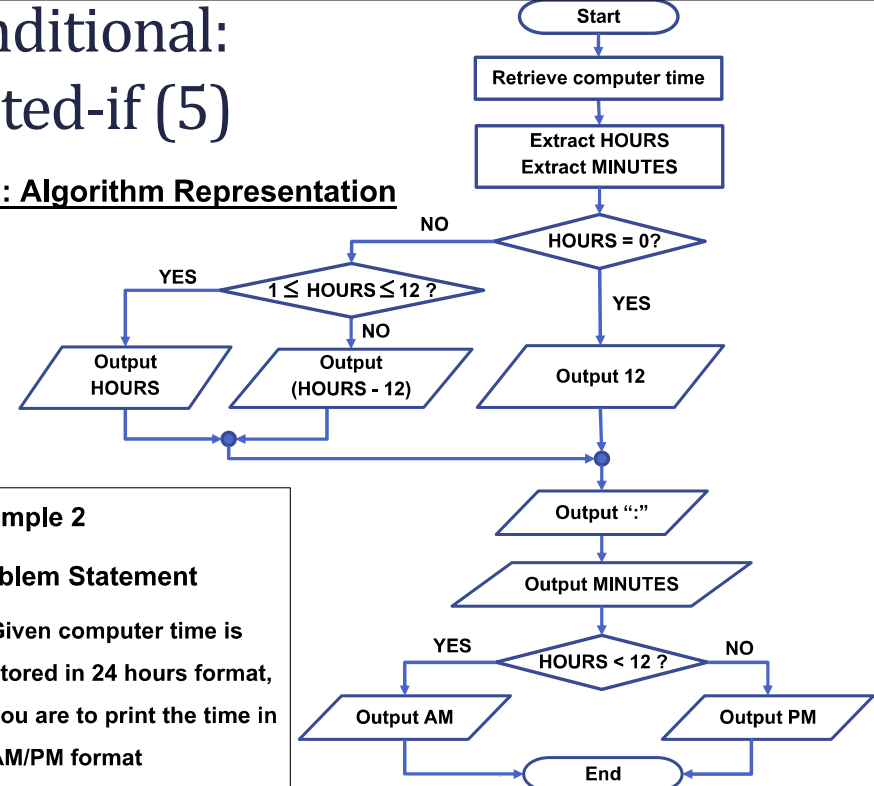 nditional:
ted-if (5)
: Algorithm Representation
Start
Retrieve computer time
Extract HOURS
Extract MINUTES
HOURS = 0?
NO
YES
1 ≤ HOURS ≤ 12 ?
YES
NO
Output
HOURS
Output
(HOURS - 12)
Output 12
Output “:”
Output MINUTES
HOURS < 12 ?
YES
NO
Output AM
Output PM
End
mple 2
blem Statement
Given computer time is
tored in 24 hours format,
ou are to print the time in
AM/PM format